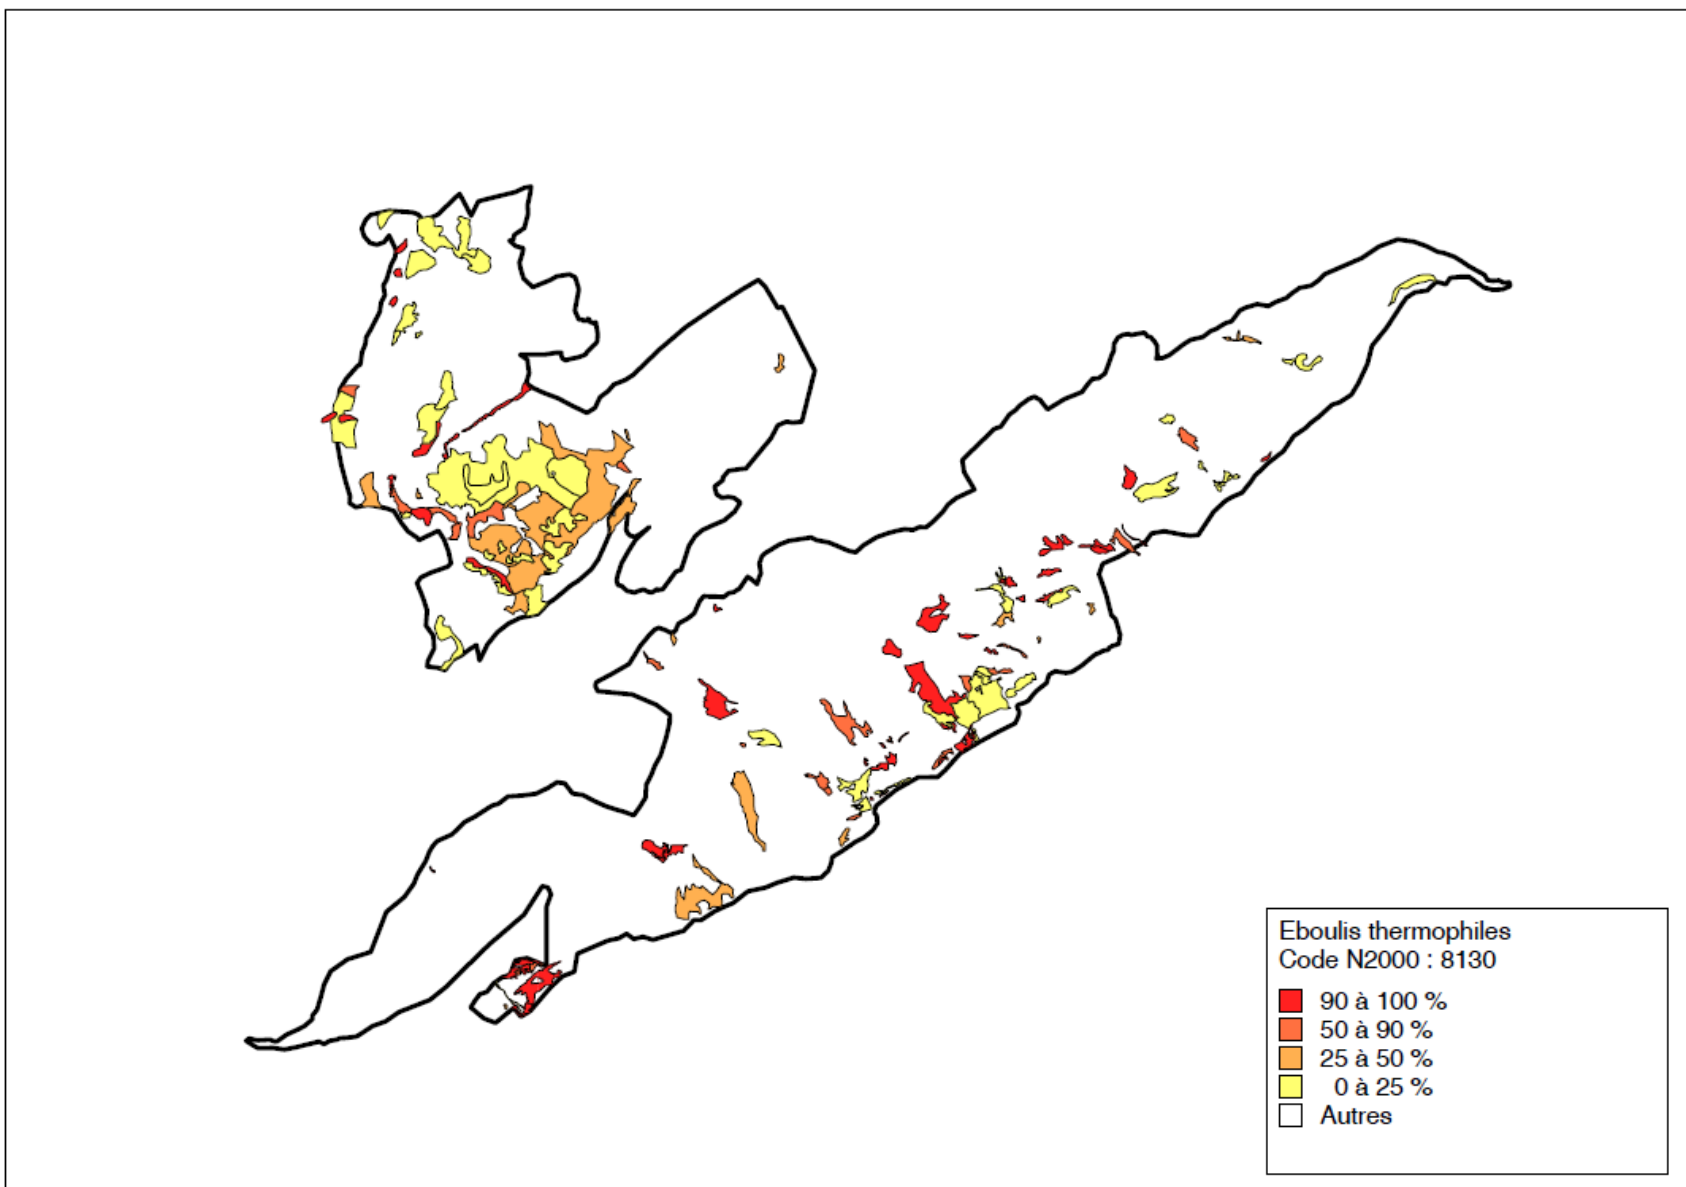 Eboulis thermophiles
Code N2000 : 8130
90 à 100 %
50 à 90 %
25 à 50 %
0 à 25 %
Autres